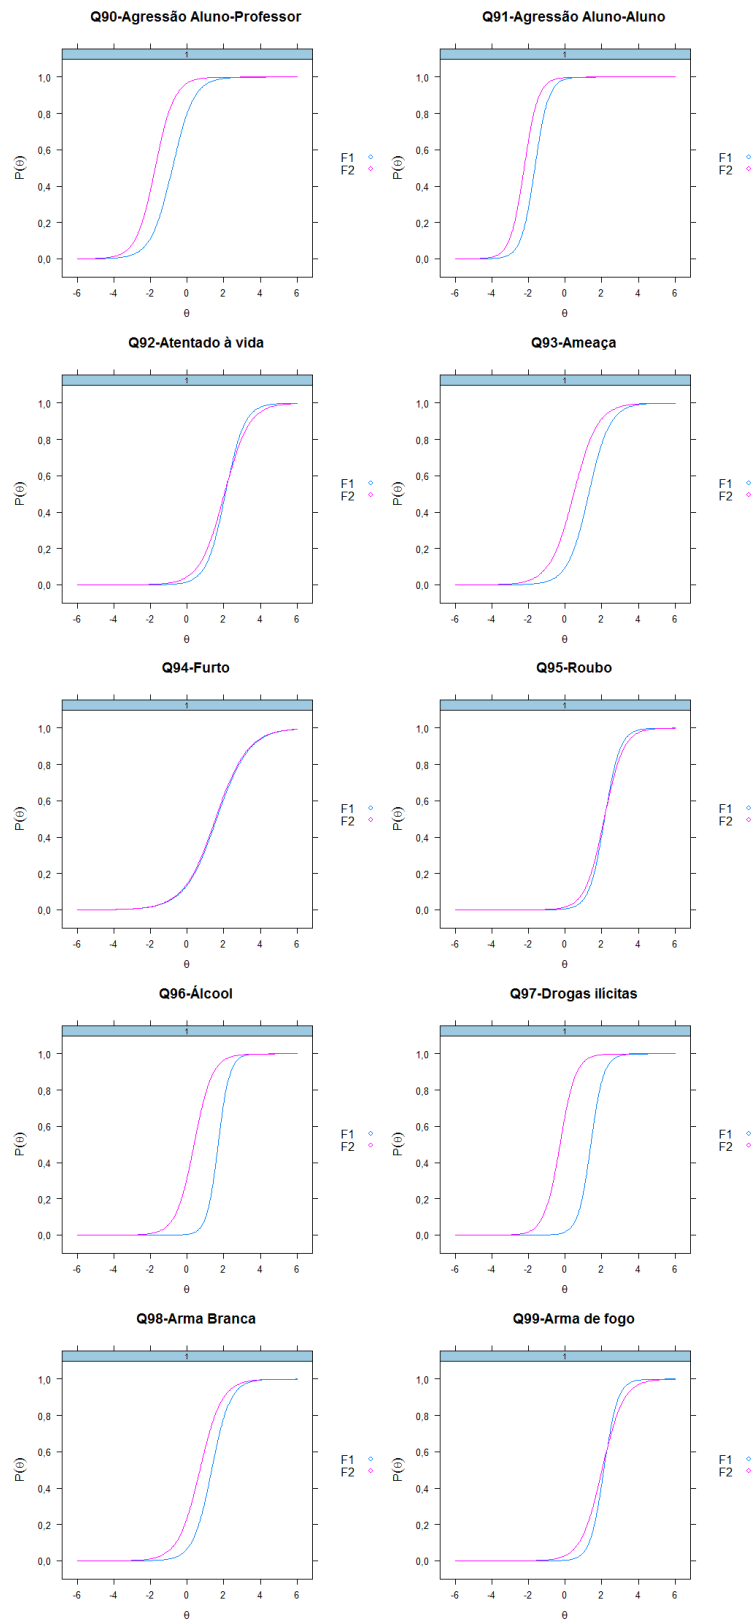 Q90-Agressão Aluno-Professor
1
1,0
0,8
0,6
0,4
0,2
0,0
P(θ)
-6 -4 -2 0 2 4 6
θ
F1
F2
Q91-Agressão Aluno-Aluno
1
1,0
0,8
0,6
0,4
0,2
0,0
P(θ)
-6 -4 -2 0 2 4 6
θ
F1
F2
Q92-Atentado à vida
1
1,0
0,8
0,6
0,4
0,2
0,0
P(θ)
-6 -4 -2 0 2 4 6
θ
F1
F2
Q93-Ameaça
1
1,0
0,8
0,6
0,4
0,2
0,0
P(θ)
-6 -4 -2 0 2 4 6
θ
F1
F2
Q94-Furto
1
1,0
0,8
0,6
0,4
0,2
0,0
P(θ)
-6 -4 -2 0 2 4 6
θ
F1
F2
Q95-Roubo
1
1,0
0,8
0,6
0,4
0,2
0,0
P(θ)
-6 -4 -2 0 2 4 6
θ
F1
F2
Q96-Álcool
1
1,0
0,8
0,6
0,4
0,2
0,0
P(θ)
-6 -4 -2 0 2 4 6
θ
F1
F2
Q97-Drogas ilícitas
1
1,0
0,8
0,6
0,4
0,2
0,0
P(θ)
-6 -4 -2 0 2 4 6
θ
F1
F2
Q98-Arma Branca
1
1,0
0,8
0,6
0,4
0,2
0,0
P(θ)
-6 -4 -2 0 2 4 6
θ
F1
F2
Q99-Arma de fogo
1
1,0
0,8
0,6
0,4
0,2
0,0
P(θ)
-6 -4 -2 0 2 4 6
θ
F1
F2